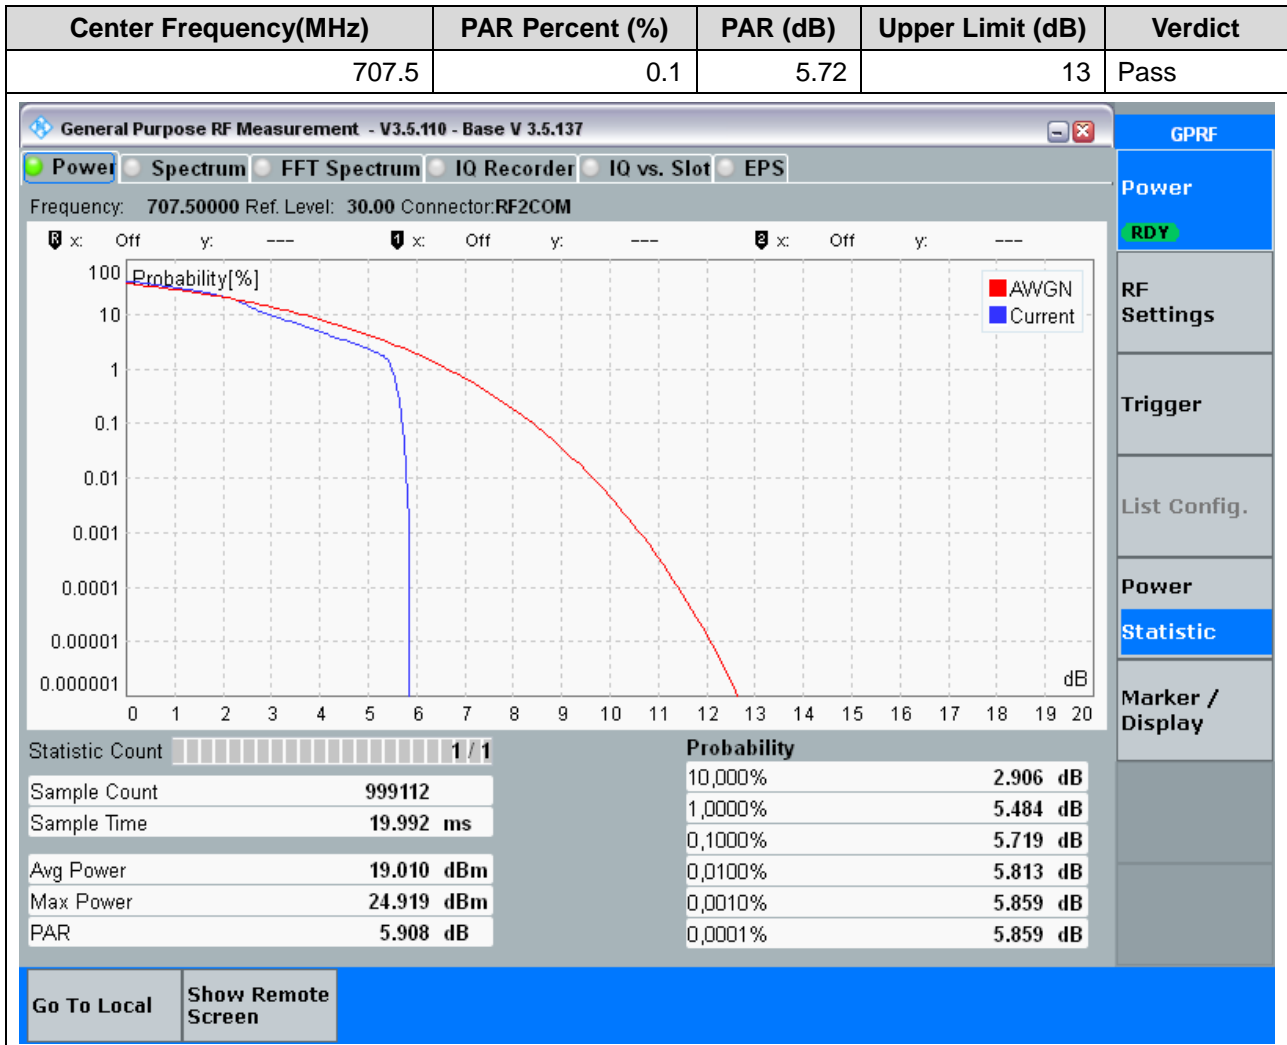 Center Frequency(MHz) PAR Percent (%) PAR (dB) Upper Limit (dB) Verdict
707.5 0.1 5.72 13 Pass
General Purpose RF Measurement - V3.5.110 - Base V 3.5.137
GPRF
Power Spectrum FFT Spectrum IQ Recorder IQ vs. Slot EPS
Frequency: 707.50000 Ref. Level: 30.00 Connector:RF2COM
R x: Off y: --- 1 x: Off y: --- 2 x: Off y: ---
Probability[%]
AWGN
Current
100
10
1
0.1
0.01
0.001
0.0001
0.00001
0.000001
dB
0 1 2 3 4 5 6 7 8 9 10 11 12 13 14 15 16 17 18 19 20
Statistic Count 1 / 1
Sample Count 999112
Sample Time 19.992 ms
Avg Power 19.010 dBm
Max Power 24.919 dBm
PAR 5.908 dB
Probability
10,000% 2.906 dB
1,0000% 5.484 dB
0,1000% 5.719 dB
0,0100% 5.813 dB
0,0010% 5.859 dB
0,0001% 5.859 dB
Power
RDY
RF
Settings
Trigger
List Config.
Power
Statistic
Marker /
Display
Go To Local
Show Remote
Screen